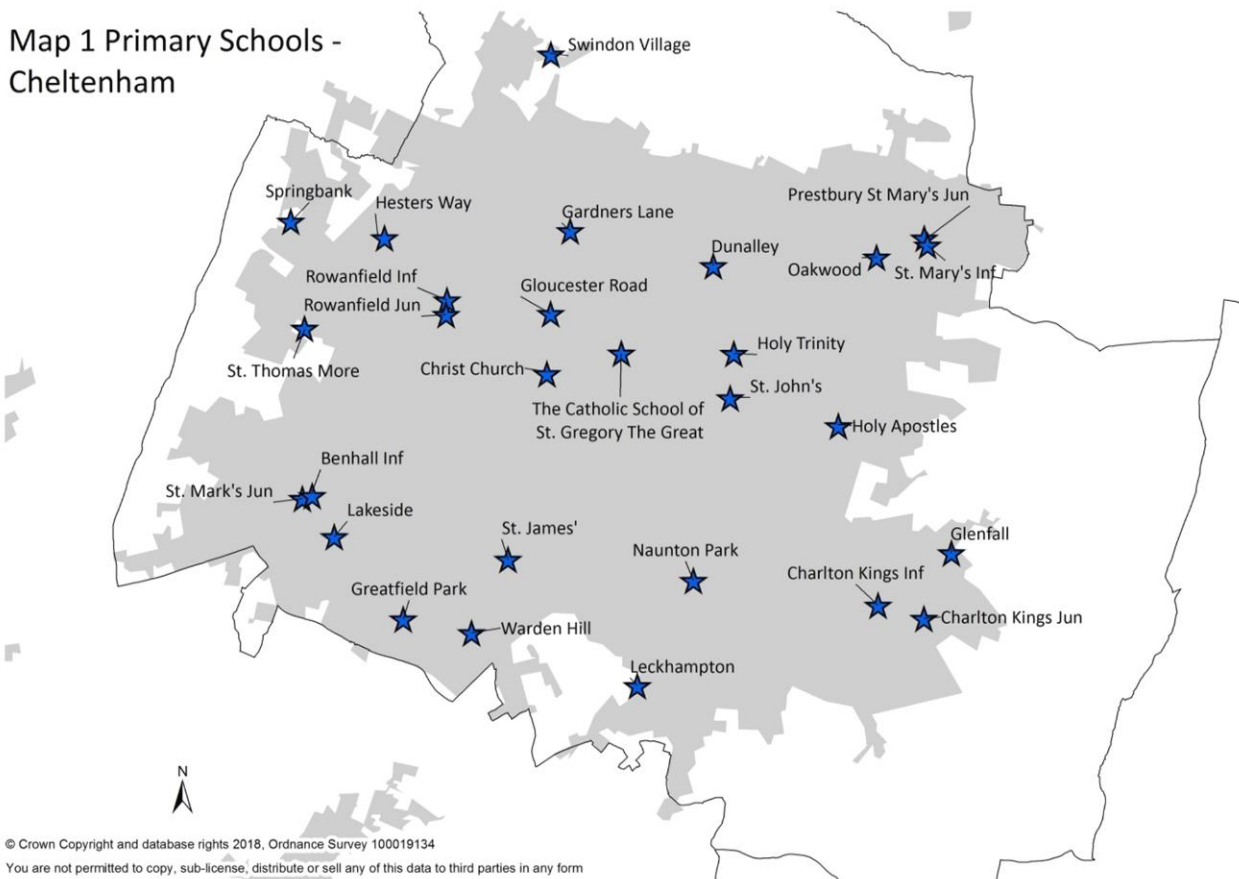 Map 1 Primary Schools -
Cheltenham
Swindon Village
Springbank
Hesters Way
Gardners Lane
Prestbury St Mary's Jun
Dunalley
Oakwood
St. Mary's Inf
Rowanfield Inf
Rowanfield Jun
Gloucester Road
St. Thomas More
Christ Church
Holy Trinity
The Catholic School of
St. Gregory The Great
St. John's
Holy Apostles
Benhall Inf
St. Mark's Jun
Lakeside
St. James'
Naunton Park
Glenfall
Charlton Kings Inf
Charlton Kings Jun
Greatfield Park
Warden Hill
Leckhampton
N
© Crown Copyright and database rights 2018, Ordnance Survey 100019134
You are not permitted to copy, sub-license, distribute or sell any of this data to third parties in any form